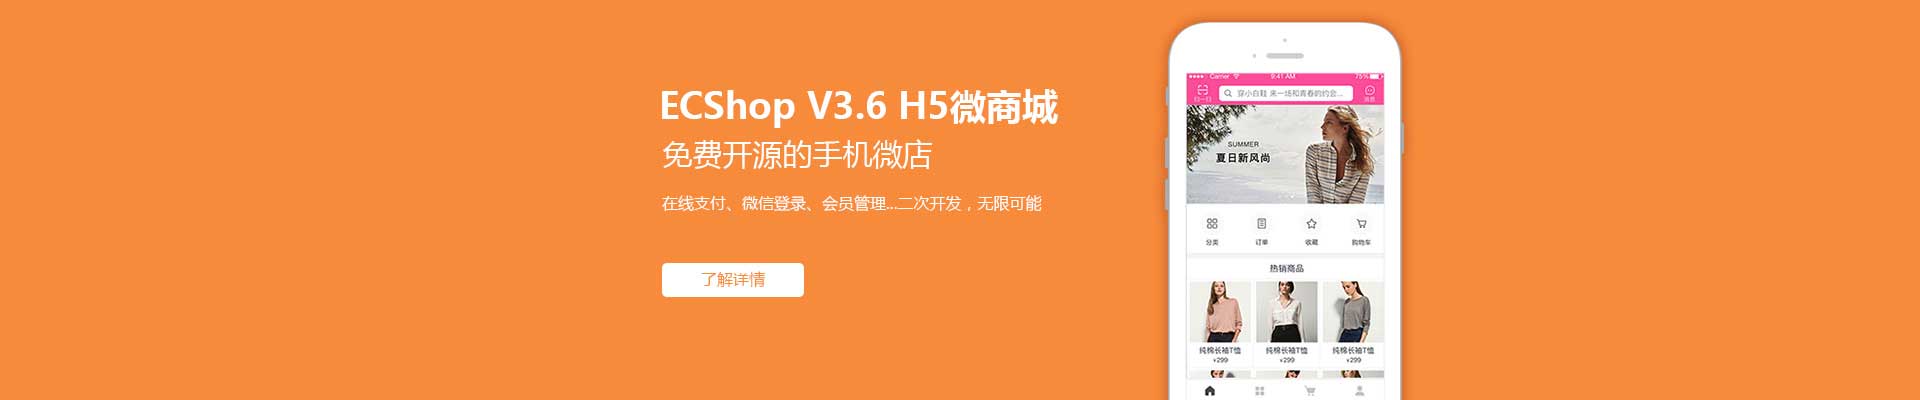 ECShop V3.6 H5微商城
免费开源的手机微店
在线支付、微信登录、会员管理...二次开发，无限可能
了解详情
Carrier 9:41 AM 75%
扫一扫 穿小白鞋 来一场和青春的约会... 消息
SUMMER
夏日新风尚
分类 订单 收藏 购物车
热销商品
纯棉长袖T恤 纯棉长袖T恤 纯棉长袖T恤
¥299 ¥299 ¥299